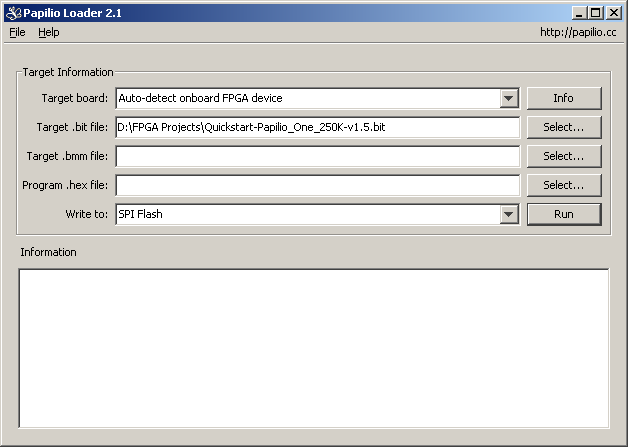 Papilio Loader 2.1
File Help http://papilio.cc
Target Information
Target board: Auto-detect onboard FPGA device Info
Target .bit file: D:\FPGA Projects\Quickstart-Papilio_One_250K-v1.5.bit Select...
Target .bmm file: Select...
Program .hex file: Select...
Write to: SPI Flash Run
Information